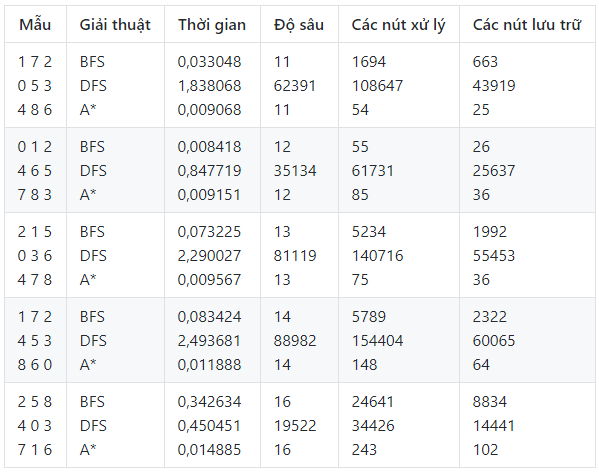 Mẫu Giải thuật Thời gian Độ sâu Các nút xử lý Các nút lưu trữ
1 7 2 BFS 0,033048 11 1694 663
0 5 3 DFS 1,838068 62391 108647 43919
4 8 6 A* 0,009068 11 54 25
0 1 2 BFS 0,008418 12 55 26
4 6 5 DFS 0,847719 35134 61731 25637
7 8 3 A* 0,009151 12 85 36
2 1 5 BFS 0,073225 13 5234 1992
0 3 6 DFS 2,290027 81119 140716 55453
4 7 8 A* 0,009567 13 75 36
1 7 2 BFS 0,083424 14 5789 2322
4 5 3 DFS 2,493681 88982 154404 60065
8 6 0 A* 0,011888 14 148 64
2 5 8 BFS 0,342634 16 24641 8834
4 0 3 DFS 0,450451 19522 34426 14441
7 1 6 A* 0,014885 16 243 102